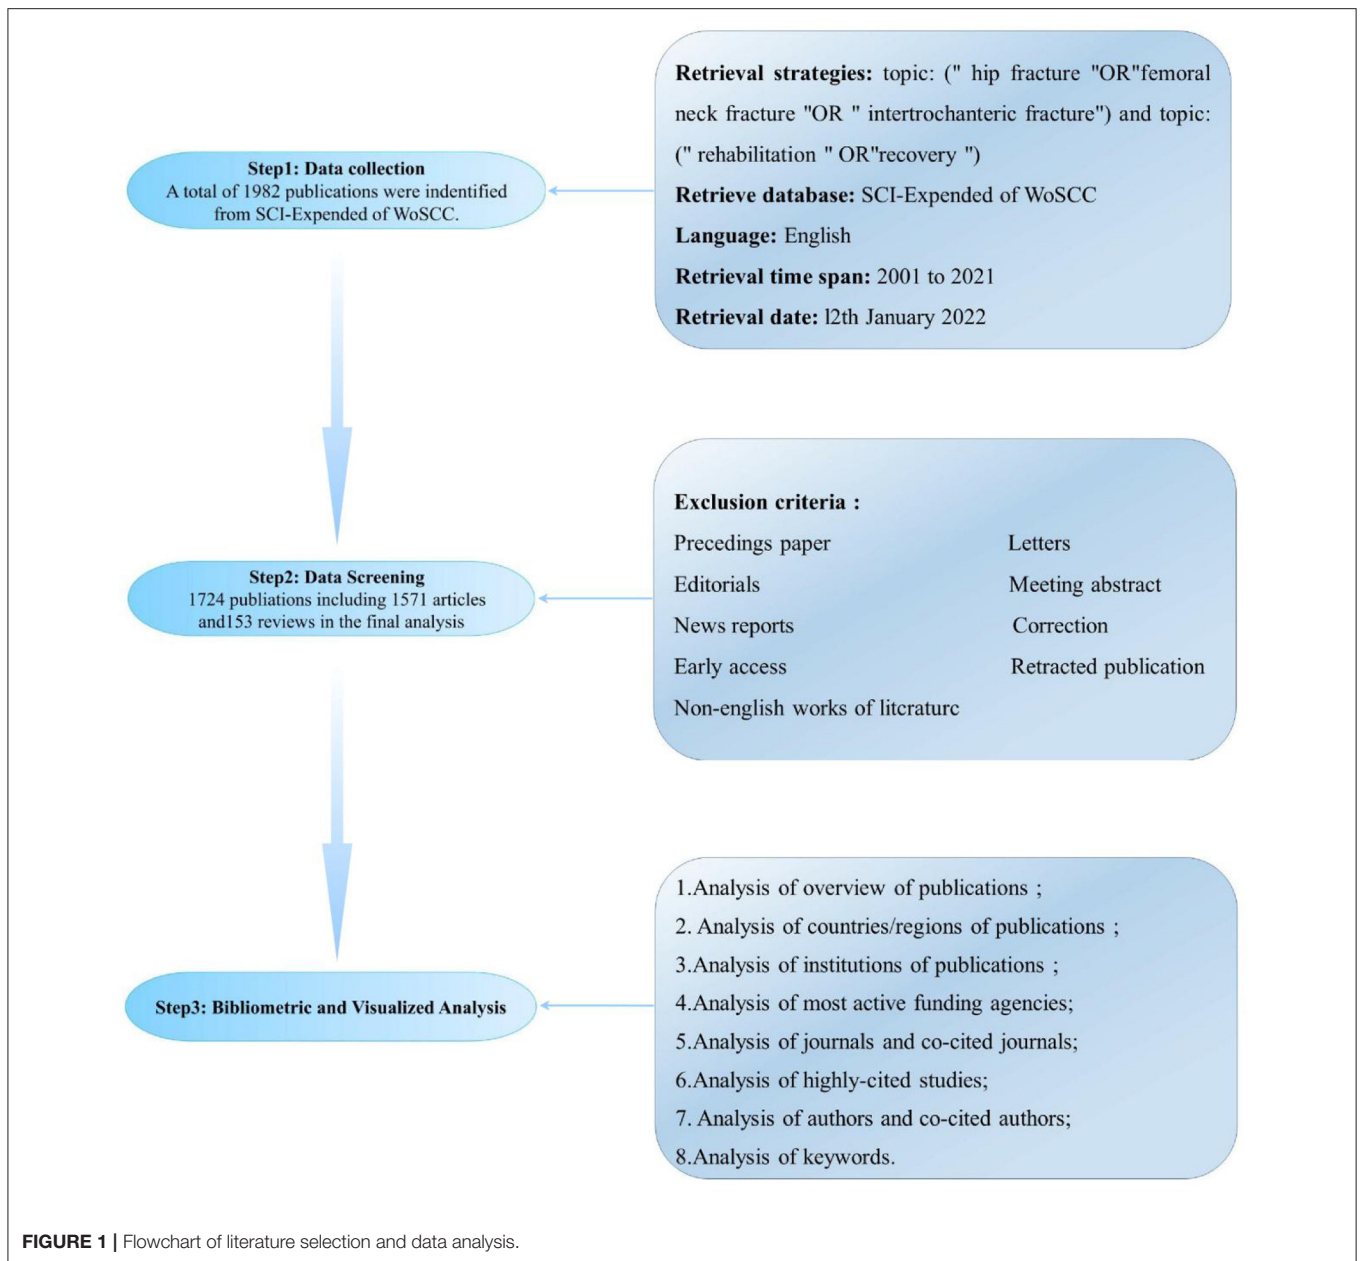 Retrieval strategies: topic: (" hip fracture "OR"femoral
neck fracture "OR " intertrochanteric fracture") and topic:
(" rehabilitation " OR"recovery ")
Retrieve database: SCI-Expended of WoSCC
Language: English
Retrieval time span: 2001 to 2021
Retrieval date: l2th January 2022
Step1: Data collection
A total of 1982 publications were indentified
from SCI-Expended of WoSCC.
Exclusion criteria :
Precedings paper
Letters
Editorials
Meeting abstract
News reports
Correction
Early access
Retracted publication
Non-english works of litcraturc
Step2: Data Screening
1724 publiations including 1571 articles
and153 reviews in the final analysis
1.Analysis of overview of publications ;
2. Analysis of countries/regions of publications ;
3.Analysis of institutions of publications ;
4.Analysis of most active funding agencies;
5.Analysis of journals and co-cited journals;
6.Analysis of highly-cited studies;
7. Analysis of authors and co-cited authors;
8.Analysis of keywords.
Step3: Bibliometric and Visualized Analysis
FIGURE 1 | Flowchart of literature selection and data analysis.